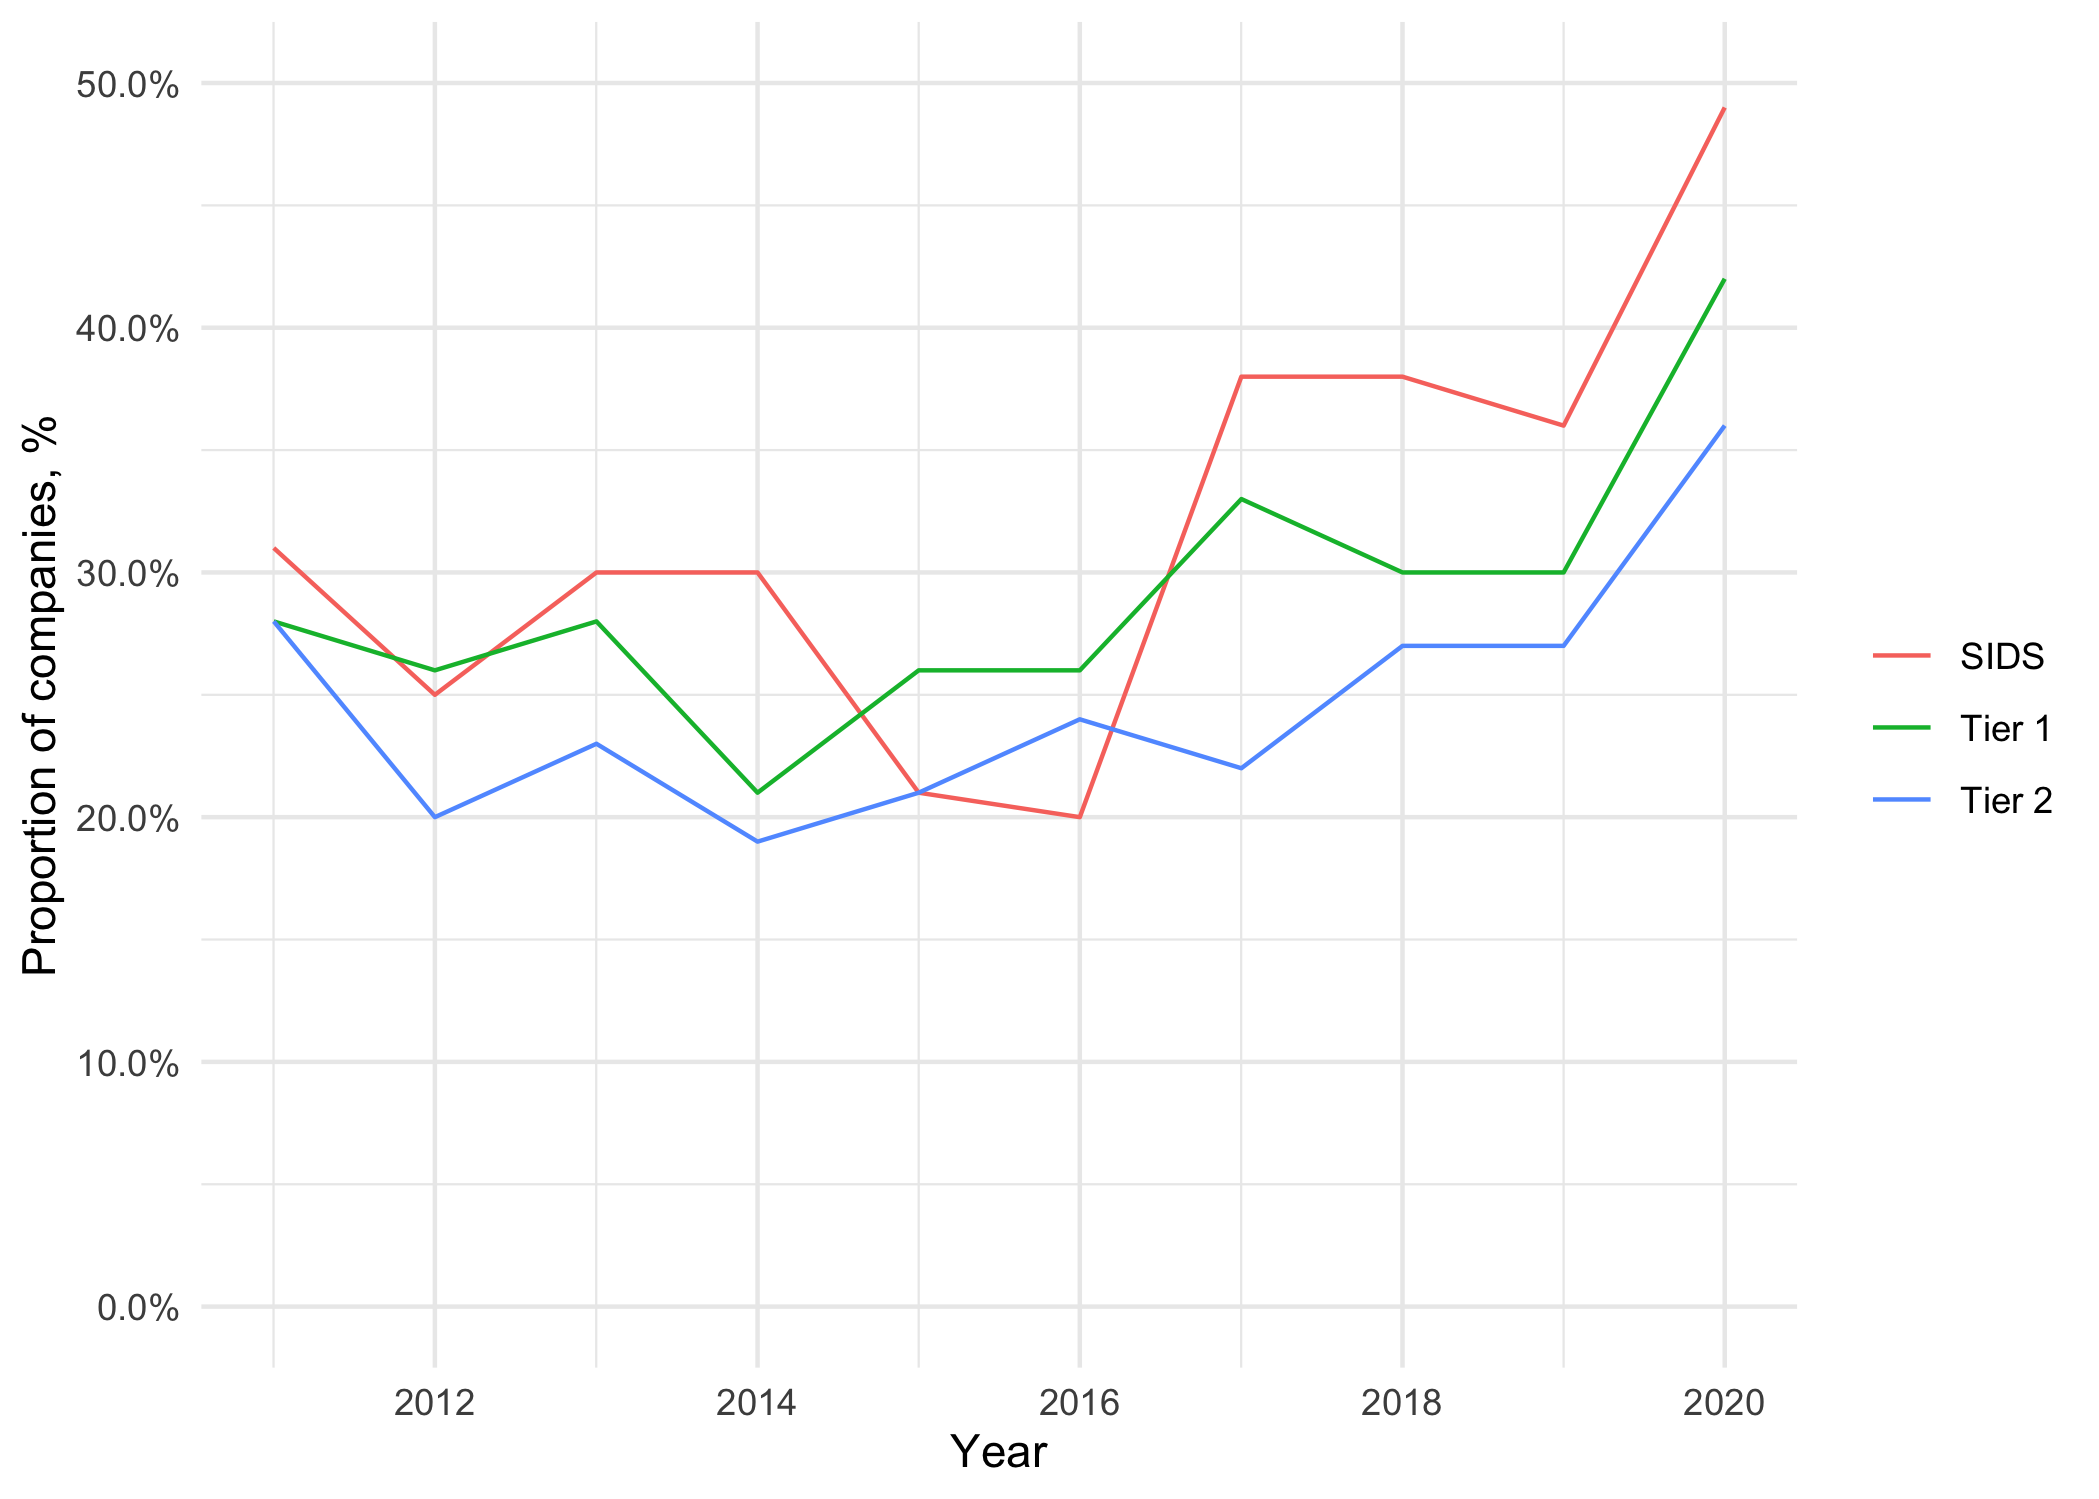 50.0%
40.0%
30.0%
20.0%
10.0%
0.0%
Proportion of companies, %
2012
2014
2016
2018
2020
Year
SIDS
Tier 1
Tier 2